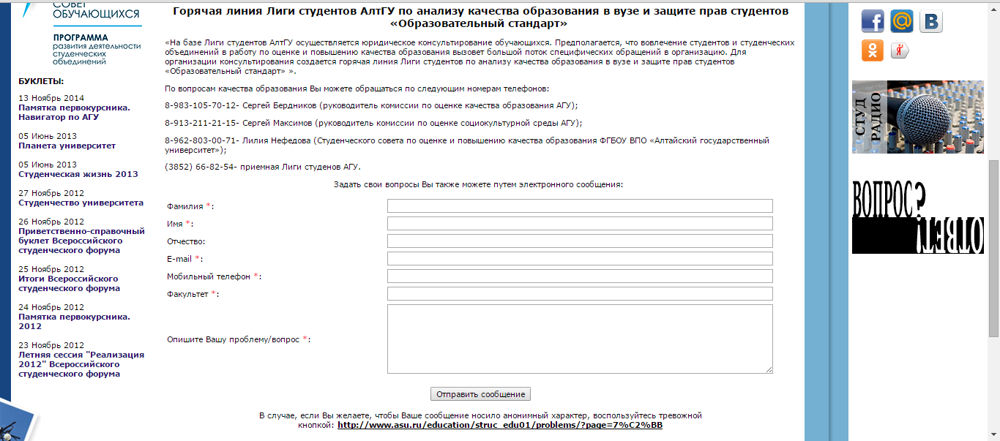 СОВЕТ
ОБУЧАЮЩИХСЯ
ПРОГРАММА
развития деятельности
студенческих
объединений
БУКЛЕТЫ:
13 Ноябрь 2014
Памятка первокурсника.
Навигатор по АГУ
05 Июнь 2013
Планета университет
05 Июнь 2013
Студенческая жизнь 2013
27 Ноябрь 2012
Студенчество университета
26 Ноябрь 2012
Приветственно-справочный
буклет Всероссийского
студенческого форума
25 Ноябрь 2012
Итоги Всероссийского
студенческого форума
24 Ноябрь 2012
Памятка первокурсника.
2012
23 Ноябрь 2012
Летняя сессия "Реализация
2012" Всероссийского
студенческого форума
Горячая линия Лиги студентов АлтГУ по анализу качества образования в вузе и защите прав студентов
«Образовательный стандарт»
«На базе Лиги студентов АлтГУ осуществляется юридическое консультирование обучающихся. Предполагается, что вовлечение студентов и студенческих
объединений в работу по оценке и повышению качества образования вызовет большой поток специфических обращений в организацию. Для
организации консультирования создается горячая линия Лиги студентов по анализу качества образования в вузе и защите прав студентов
«Образовательный стандарт» ».
По вопросам качества образования Вы можете обращаться по следующим номерам телефонов:
8-983-105-70-12- Сергей Бердников (руководитель комиссии по оценке качества образования АГУ);
8-913-211-21-15- Сергей Максимов (руководитель комиссии по оценке социокультурной среды АГУ);
8-962-803-00-71- Лилия Нефедова (Студенческого совета по оценке и повышению качества образования ФГБОУ ВПО «Алтайский государственный
университет»);
(3852) 66-82-54- приемная Лиги студенов АГУ.
Задать свои вопросы Вы также можете путем электронного сообщения:
Фамилия *:
Имя *:
Отчество:
E-mail *:
Мобильный телефон *:
Факультет *:
Опишите Вашу проблему/вопрос *:
Отправить сообщение
В случае, если Вы желаете, чтобы Ваше сообщение носило анонимный характер, воспользуйтесь тревожной
кнопкой: http://www.asu.ru/education/struc_edu01/problems/?page=7%C2%BB
f @ В
Я
СТУД
РАДИО
ВОПРОС?
ОТВЕТ!